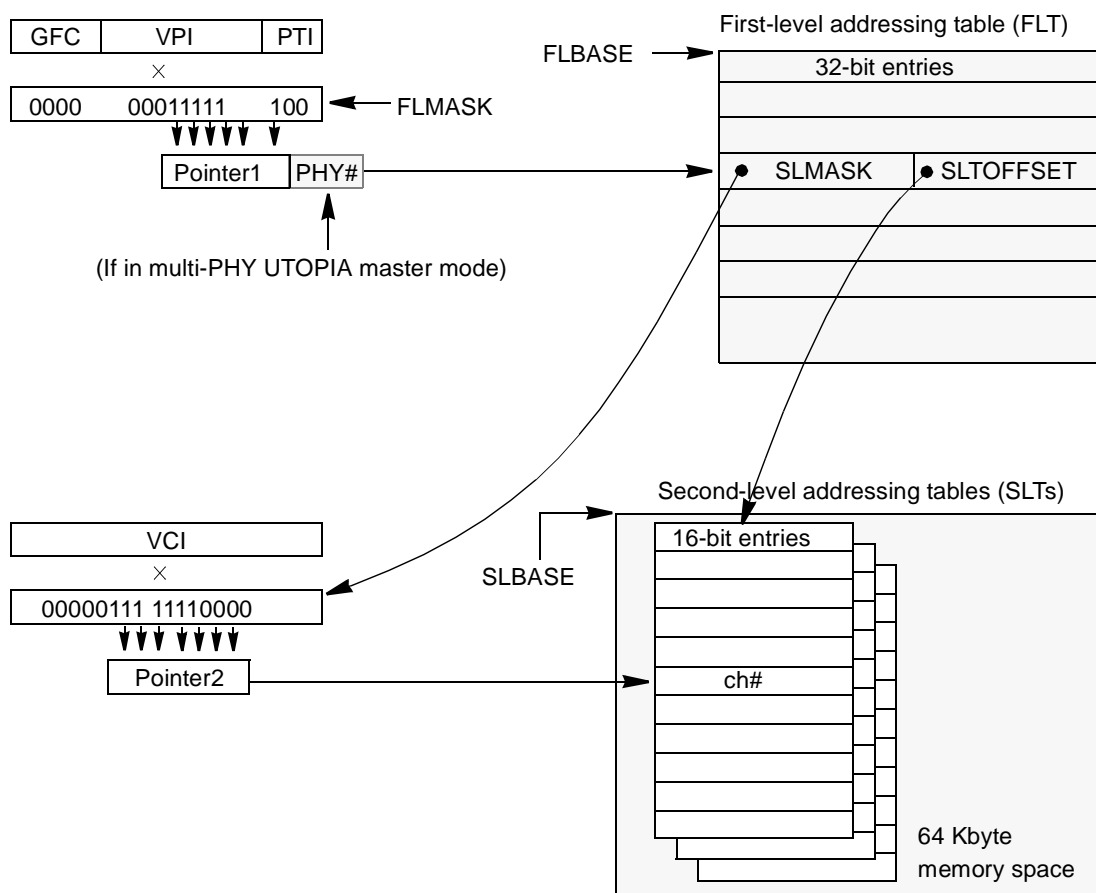 First-level addressing table (FLT)
GFC VPI PTI
FLBASE
×
32-bit entries
0000 00011111 100
FLMASK
Pointer1 PHY#
SLMASK SLTOFFSET
(If in multi-PHY UTOPIA master mode)
Second-level addressing tables (SLTs)
VCI
16-bit entries
×
SLBASE
00000111 11110000
Pointer2
ch#
64 Kbyte
memory space